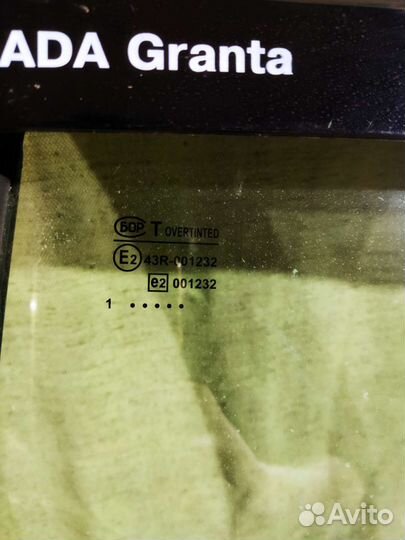 ADA Granta
БОР T OVERTINTED
E2 43R-001232
e2 001232
1 • • • • •
Avito